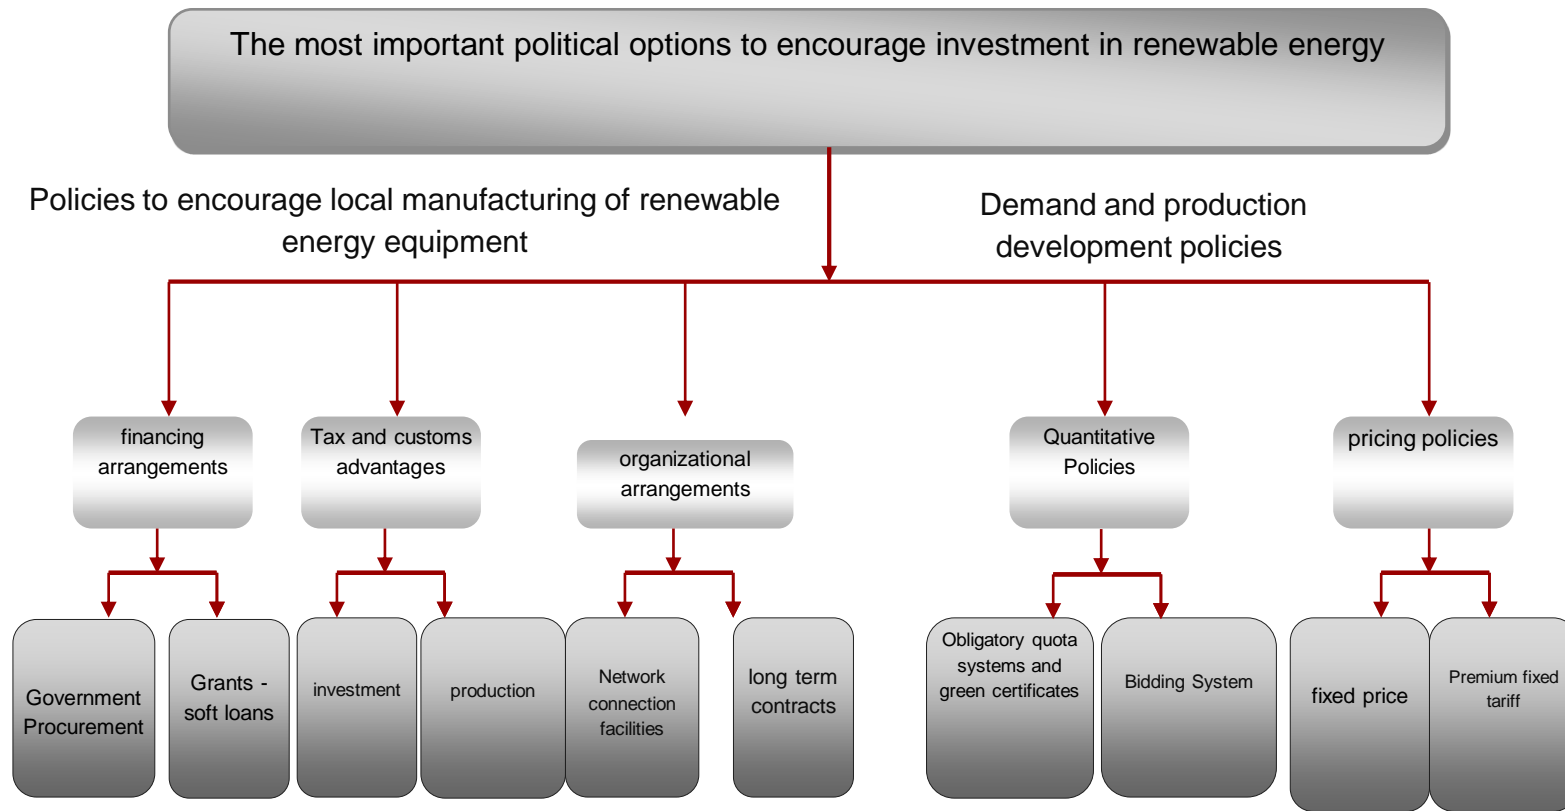 The most important political options to encourage investment in renewable energy
Policies to encourage local manufacturing of renewable
energy equipment
Demand and production
development policies
financing
arrangements
Tax and customs
advantages
organizational
arrangements
Quantitative
Policies
pricing policies
Government
Procurement
Grants -
soft loans
investment
production
Network
connection
facilities
long term
contracts
Obligatory quota
systems and
green certificates
Bidding System
fixed price
Premium fixed
tariff